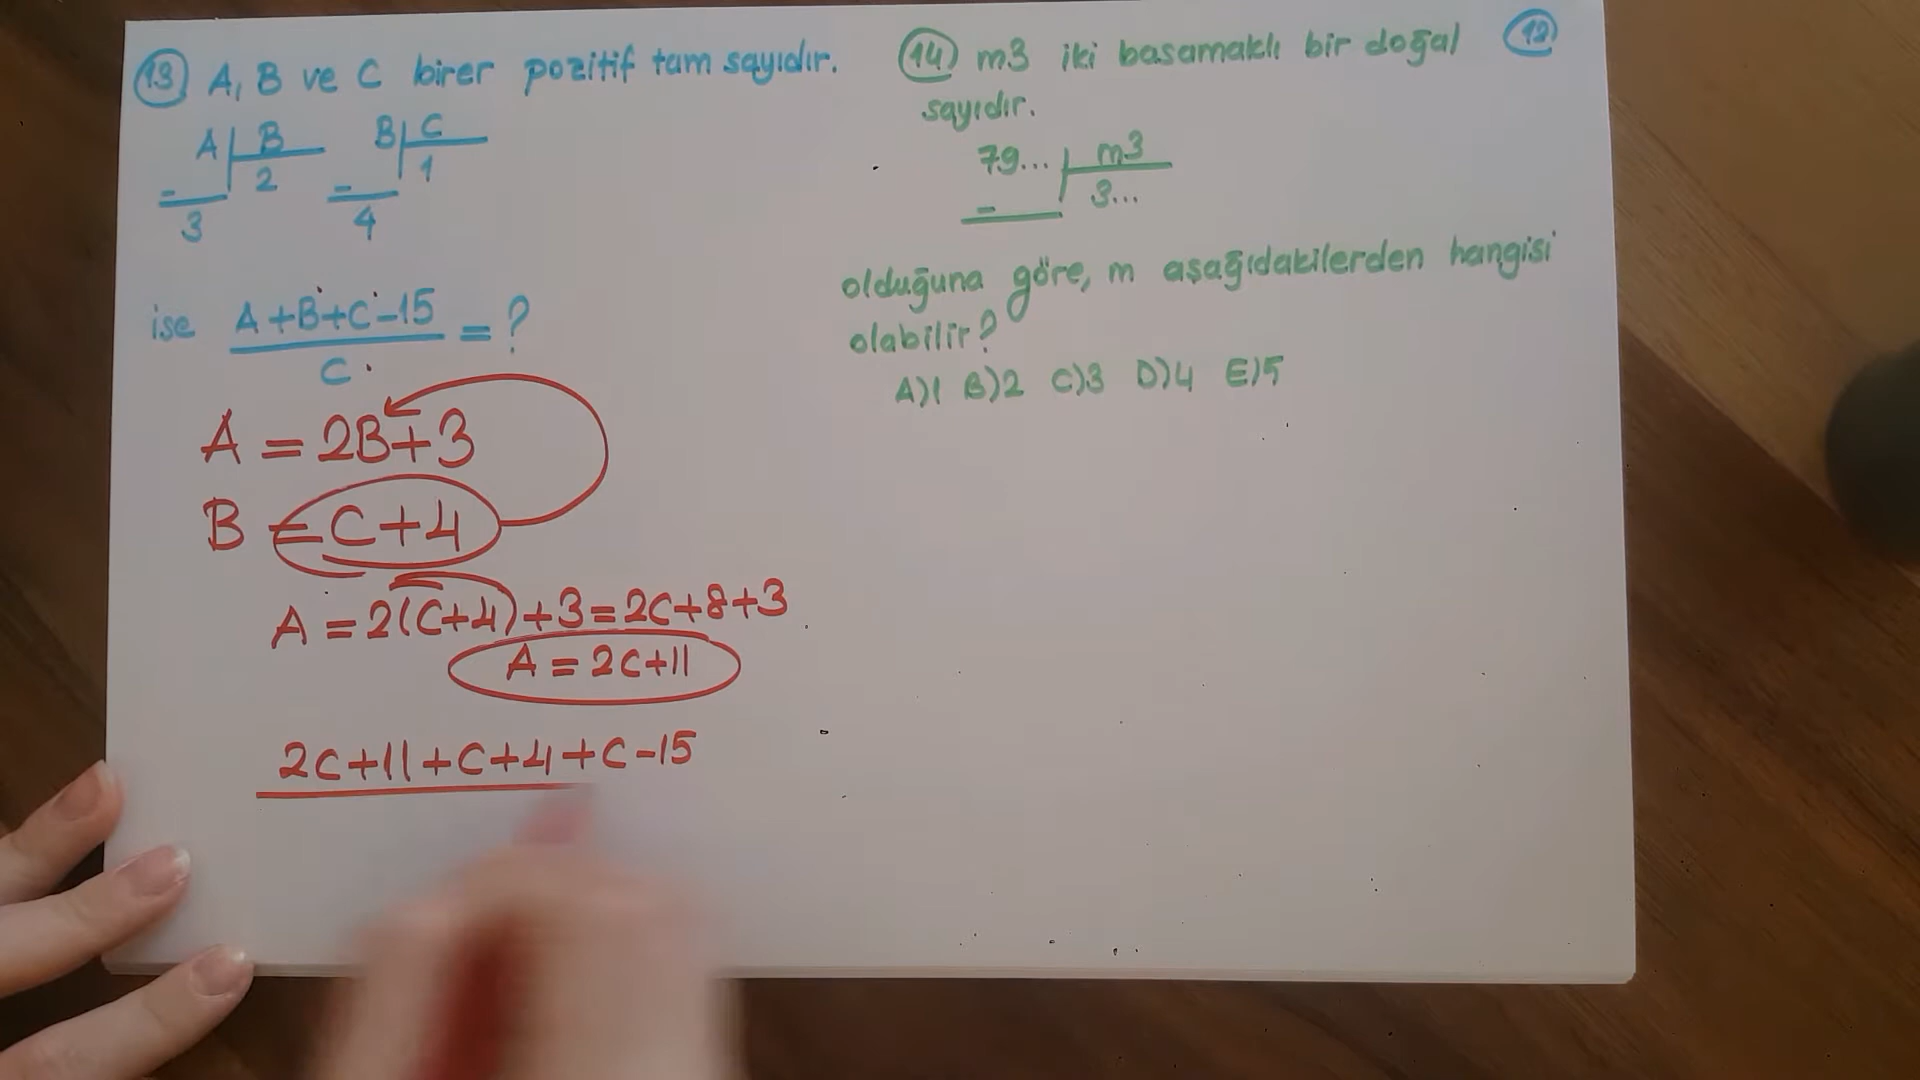 13 A, B ve C birer pozitif tam sayıdır.
A B
2
-
3
B C
1
-
4
ise A+B+C-15 = ?
C
A = 2B+3
B = C+4
A = 2(C+4)+3=2C+8+3
A = 2C+11
2C+11+C+4+C-15
14 m3 iki basamaklı bir doğal
sayıdır.
79... m3
3...
-
olduğuna göre, m aşağıdakilerden hangisi
olabilir?
A)1 B)2 C)3 D)4 E)5